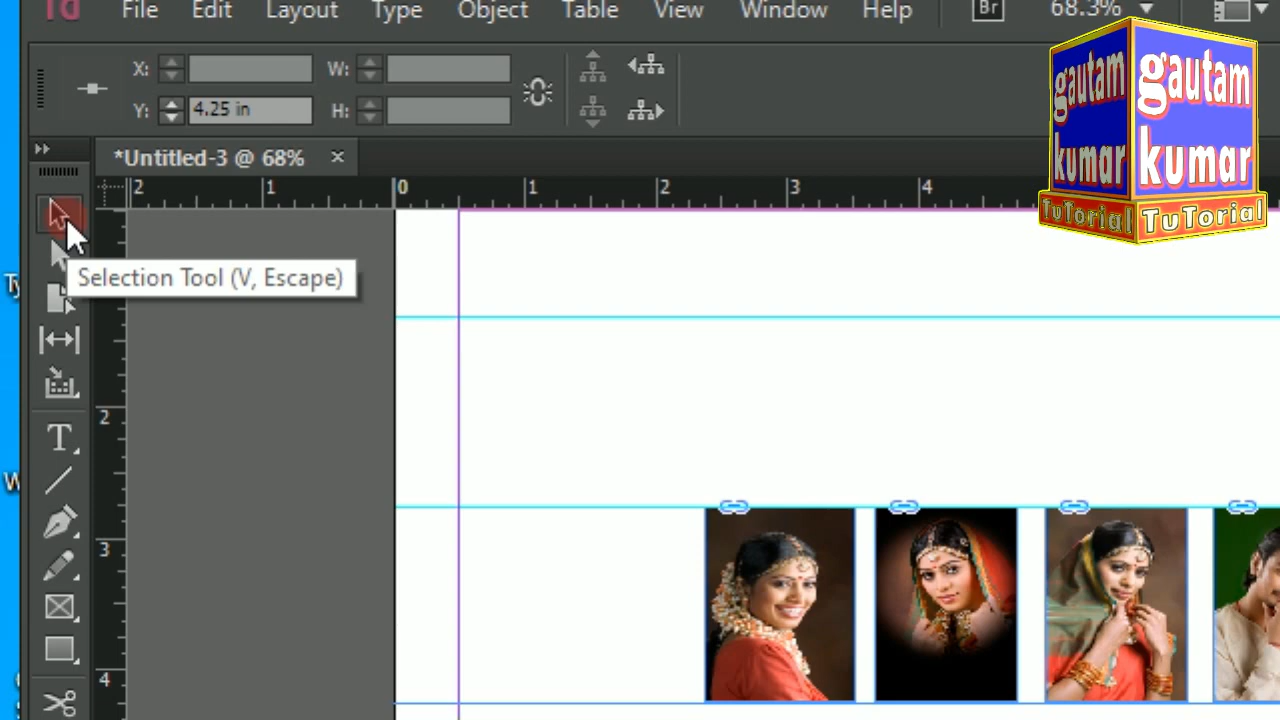 Id File Edit Layout Type Object Table View Window Help Br 68.3%
X: W:
Y: 4.25 in H:
*Untitled-3 @ 68% ×
2 1 0 1 2 3 4
Selection Tool (V, Escape)
2
3
4
T
gautam gautam
kumar kumar
TuTorial TuTorial